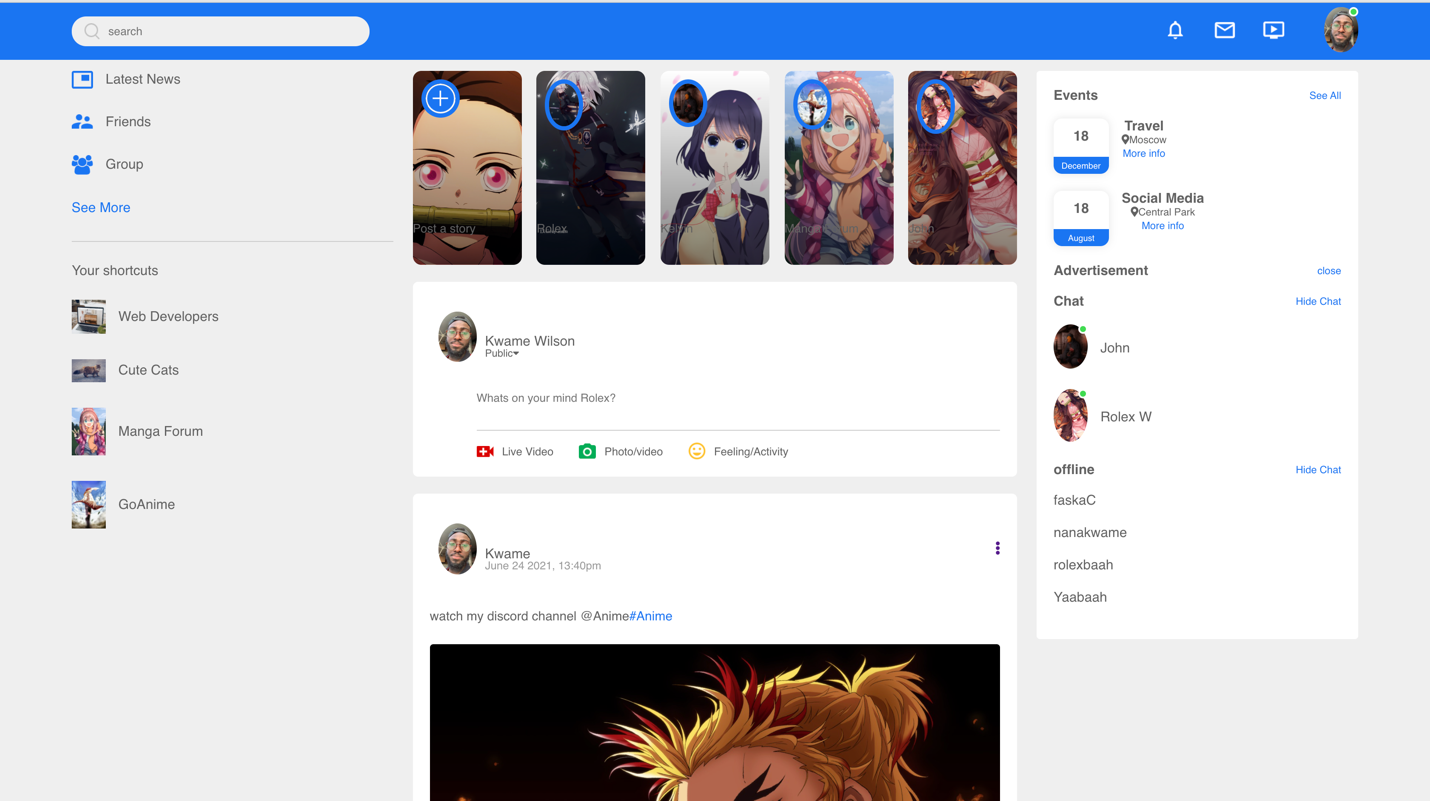 search
Latest News
Friends
Group
See More
Your shortcuts
Web Developers
Cute Cats
Manga Forum
GoAnime
Post a story
Rolex
John
Kwame Wilson
Public
Whats on your mind Rolex?
Live Video
Photo/video
Feeling/Activity
Kwame
June 24 2021, 13:40pm
watch my discord channel @Anime#Anime
Events
See All
18
December
Travel
Moscow
More info
18
August
Social Media
Central Park
More info
Advertisement
close
Chat
Hide Chat
John
Rolex W
offline
Hide Chat
faskaC
nanakwame
rolexbaah
Yaabaah